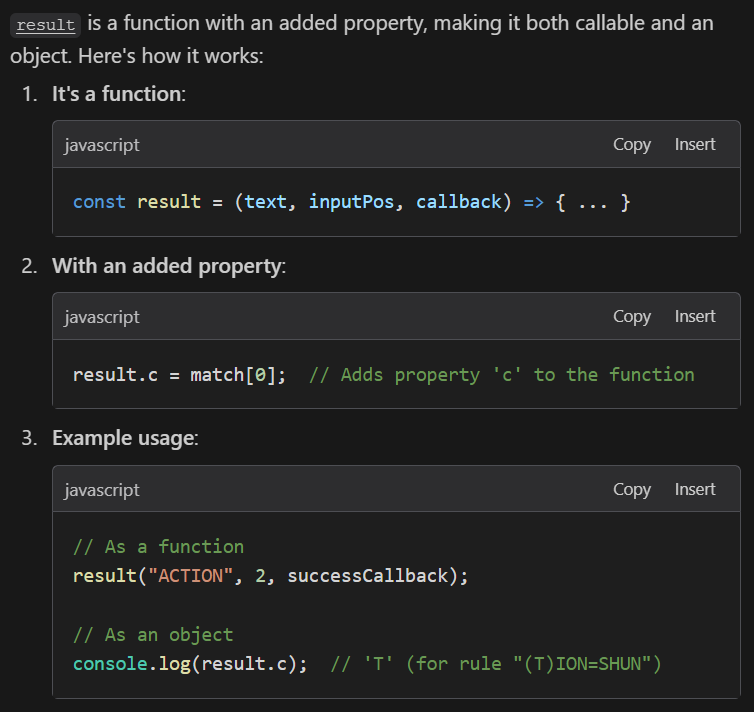 result is a function with an added property, making it both callable and an
object. Here's how it works:
1. It's a function:
javascript Copy Insert
const result = (text, inputPos, callback) => { ... }
2. With an added property:
javascript Copy Insert
result.c = match[0];  // Adds property 'c' to the function
3. Example usage:
javascript Copy Insert
// As a function
result("ACTION", 2, successCallback);
// As an object
console.log(result.c);  // 'T' (for rule "(T)ION=SHUN")